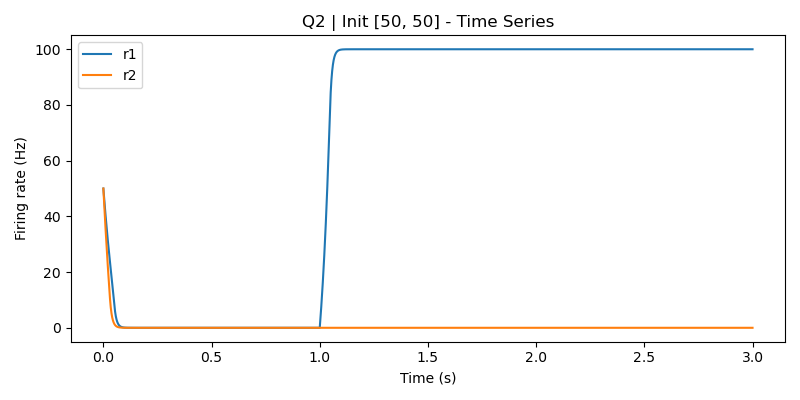 Q2 | Init [50, 50] - Time Series
r1
r2
Firing rate (Hz)
100
80
60
40
20
0
0.0 0.5 1.0 1.5 2.0 2.5 3.0
Time (s)